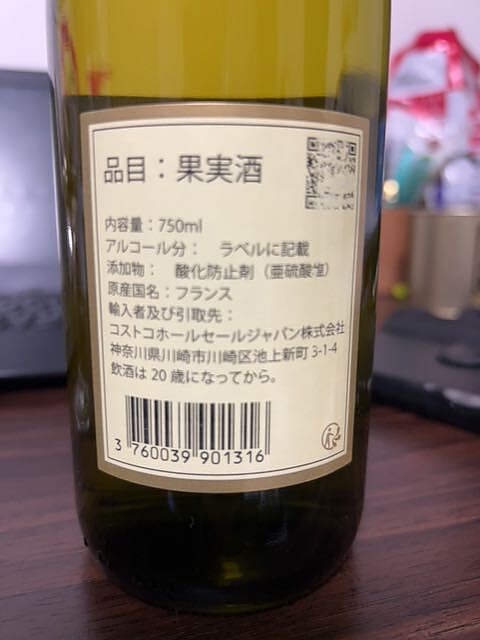 品目：果実酒
内容量：750ml
アルコール分： ラベルに記載
添加物： 酸化防止剤（亜硫酸塩）
原産国名：フランス
輸入者及び引取先：
コストコホールセールジャパン株式会社
神奈川県川崎市川崎区池上新町 3-1-4
飲酒は 20 歳になってから。
3 760039 901316